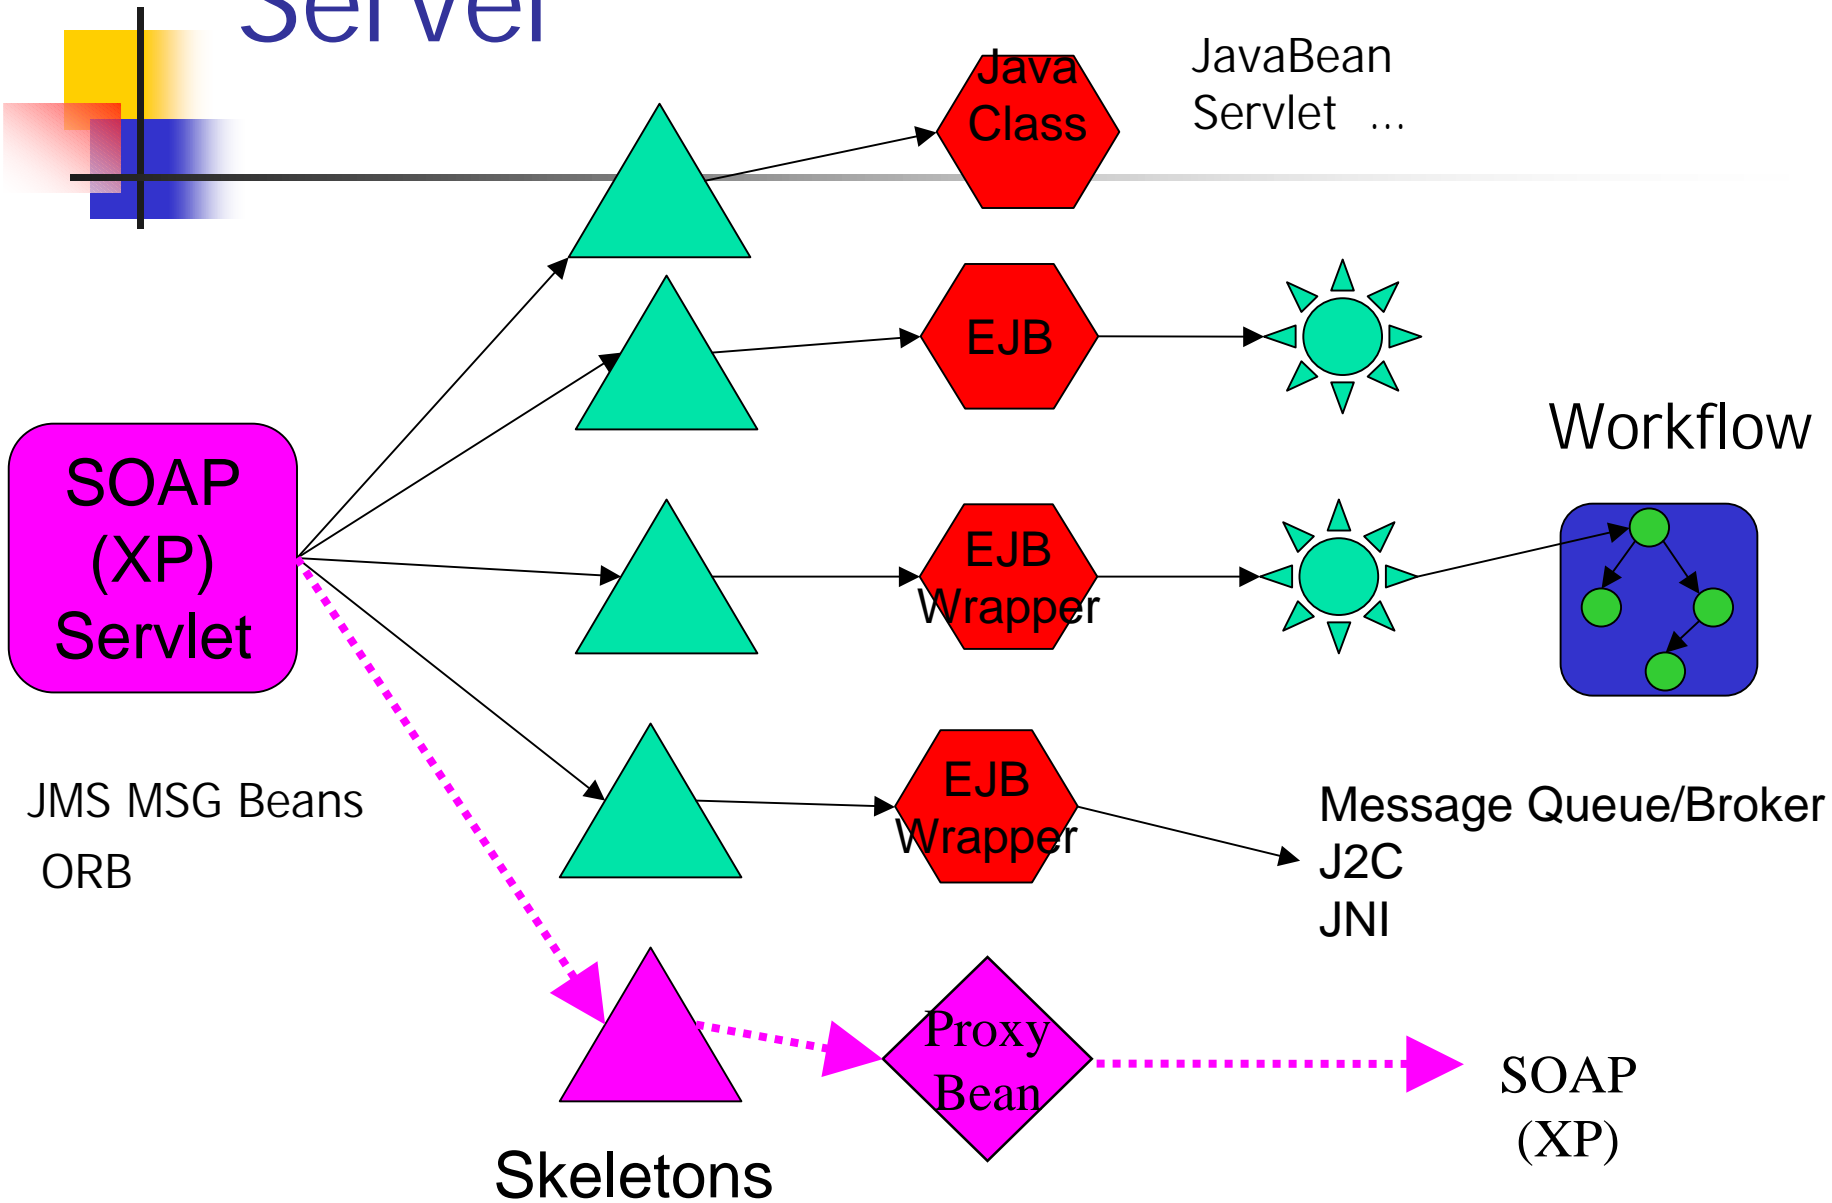 Server
Java
Class
JavaBean
Servlet ...
EJB
Workflow
SOAP
(XP)
Servlet
EJB
Wrapper
JMS MSG Beans
ORB
EJB
Wrapper
Message Queue/Broker
J2C
JNI
Proxy
Bean
SOAP
(XP)
Skeletons